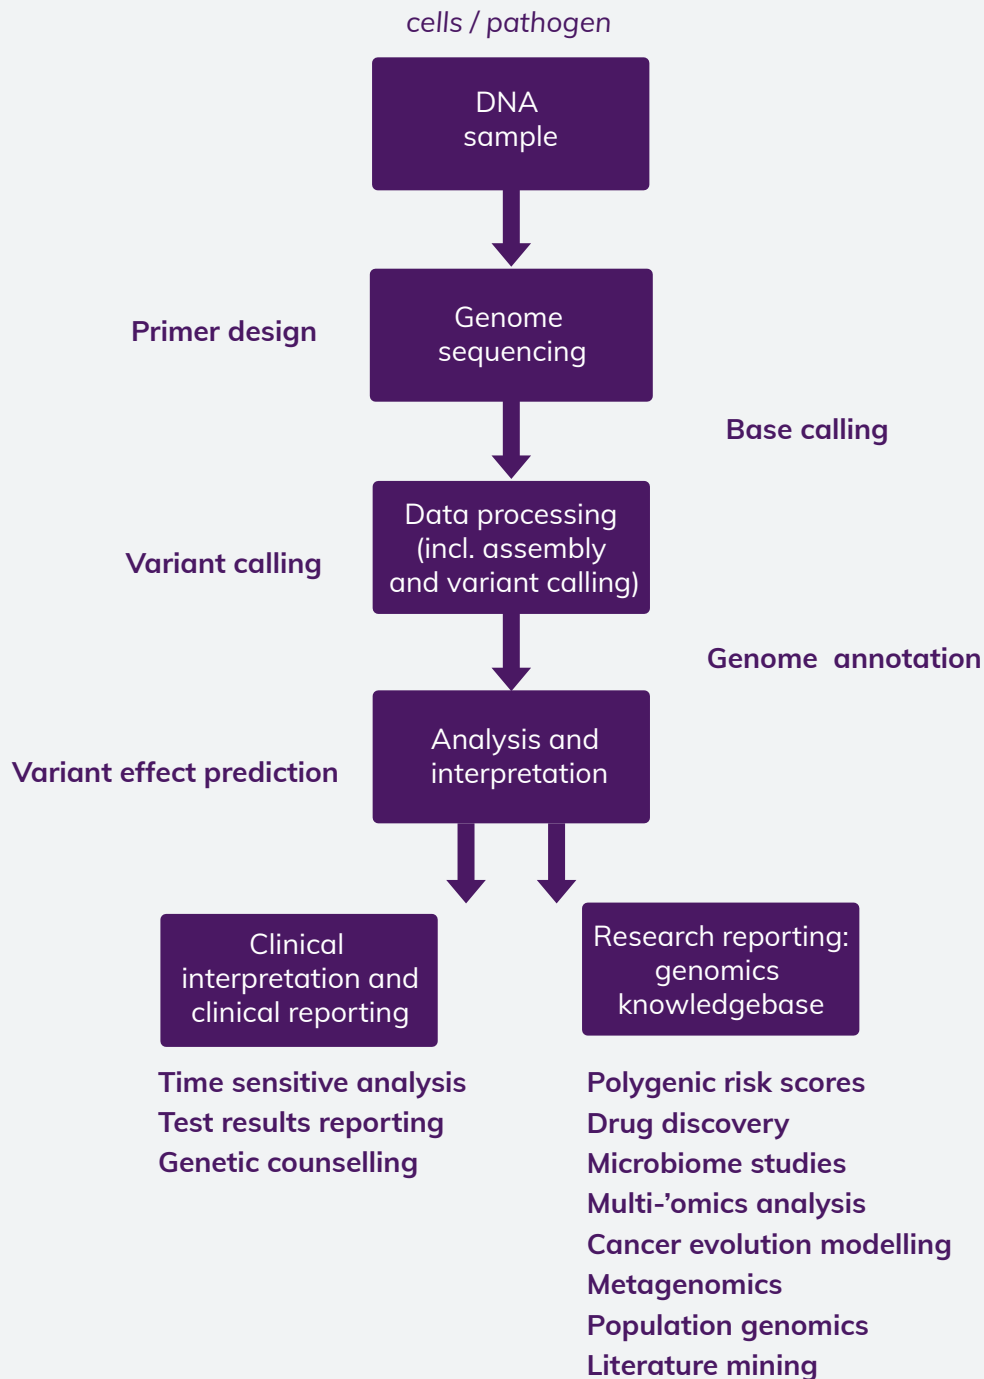 cells / pathogen
DNA
sample
Primer design
Genome
sequencing
Base calling
Variant calling
Data processing
(incl. assembly
and variant calling)
Genome  annotation
Variant effect prediction
Analysis and
interpretation
Clinical
interpretation and
clinical reporting
Time sensitive analysis
Test results reporting
Genetic counselling
Research reporting:
genomics
knowledgebase
Polygenic risk scores
Drug discovery
Microbiome studies
Multi-’omics analysis
Cancer evolution modelling
Metagenomics
Population genomics
Literature mining